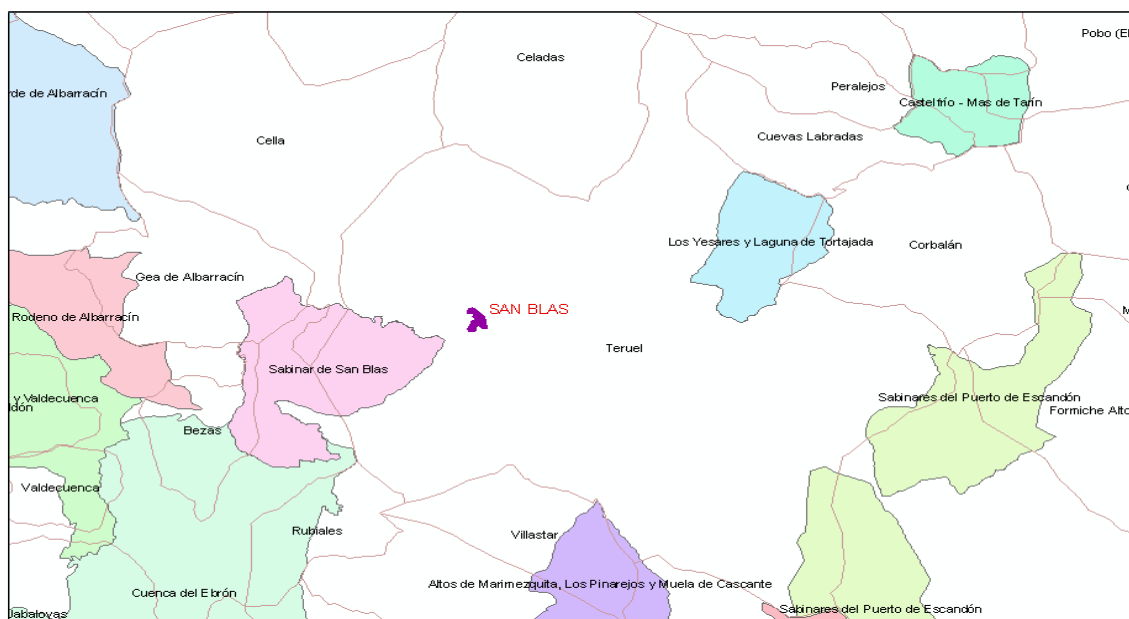 Pobo (El
Celadas
Peralejos
rde de Albarracín
Castelfrío - Mas de Tarín
Cuevas Labradas
Cella
Los Yesares y Laguna de Tortajada
Corbalán
Gea de Albarracín
SAN BLAS
Rodeno de Albarracín
Teruel
Sabinar de San Blas
y Valdecuenca
Sabinares del Puerto de Escandón
ldón
Formiche Alto
Bezas
Valdecuenca
Rubiales
Villastar
Altos de Marimezquita, Los Pinarejos y Muela de Cascante
Cuenca del Ebrón
Sabinares del Puerto de Escandón
Jabaloyas